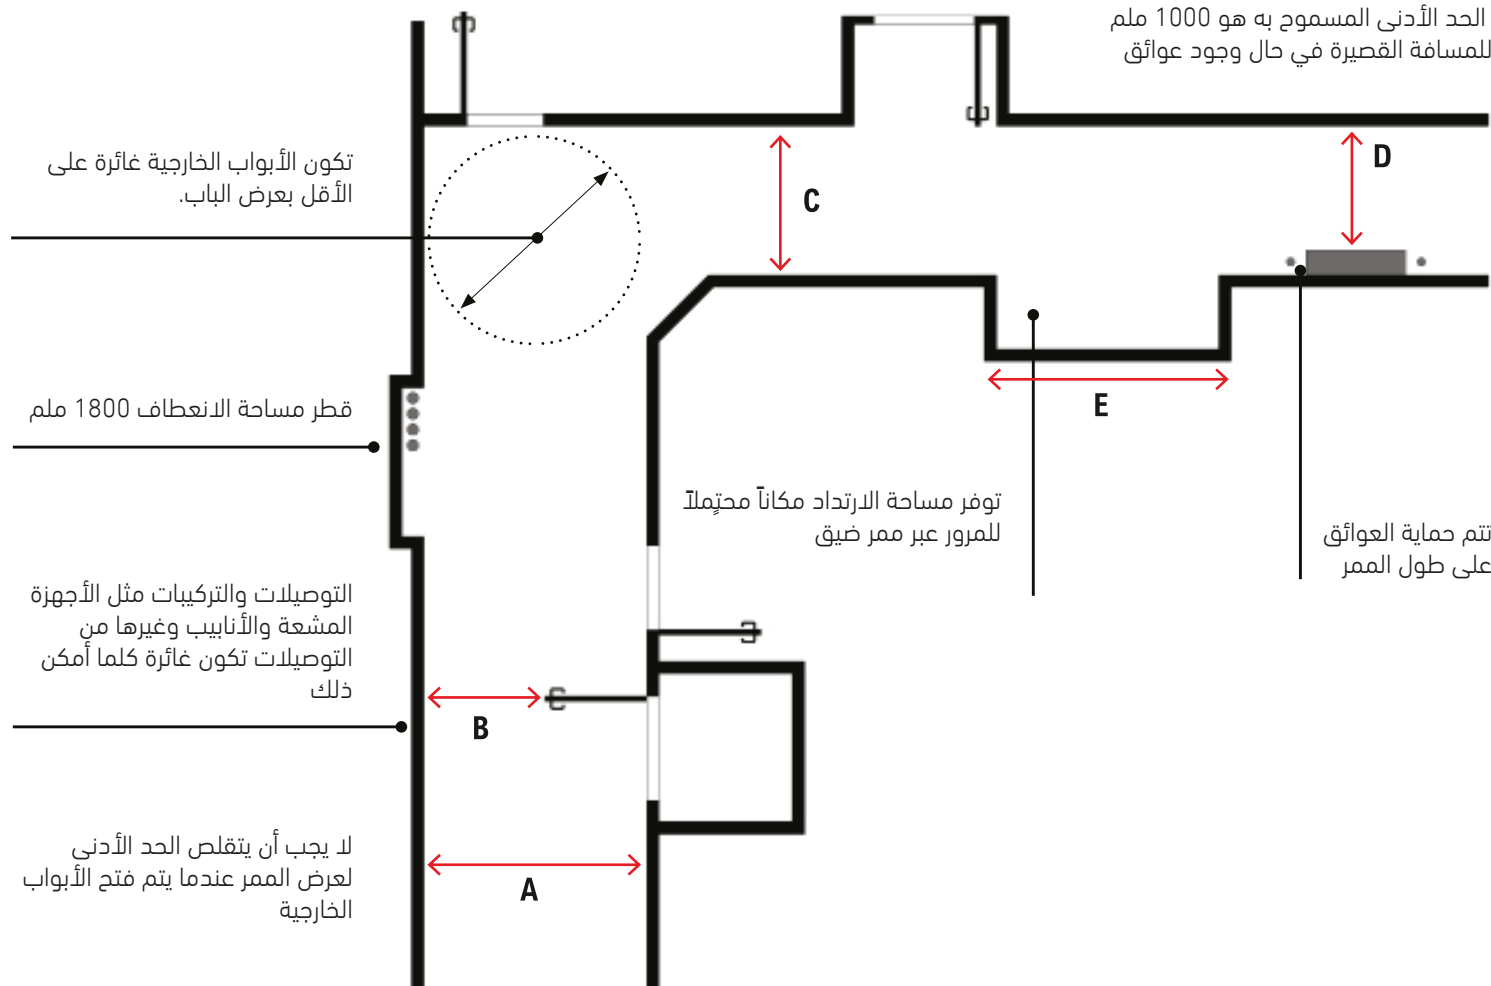 الحد الأدنى المسموح به هو 1000 ملم
للمسافة القصيرة في حال وجود عوائق
D
C
تكون الأبواب الخارجية غائرة على
الأقل بعرض الباب.
قطر مساحة الانعطاف 1800 ملم
E
توفر مساحة الارتداد مكاناً محتٍملاً
للمرور عبر ممر ضيق
تتم حماية العوائق
على طول الممر
التوصيلات والتركيبات مثل الأجهزة
المشعة والأنابيب وغيرها من
التوصيلات تكون غائرة كلما أمكن
ذلك
B
لا يجب أن يتقلص الحد الأدنى
لعرض الممر عندما يتم فتح الأبواب
الخارجية
A